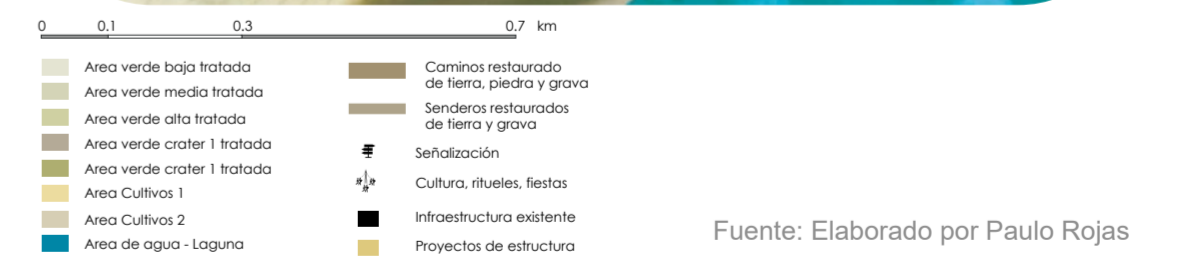 0 0.1 0.3 0.7 km
Area verde baja tratada
Area verde media tratada
Area verde alta tratada
Area verde crater 1 tratada
Area verde crater 1 tratada
Area Cultivos 1
Area Cultivos 2
Area de agua - Laguna
Caminos restaurado
de tierra, piedra y grava
Senderos restaurados
de tierra y grava
Señalización
Cultura, ritueles, fiestas
Infraestructura existente
Proyectos de estructura
Fuente: Elaborado por Paulo Rojas